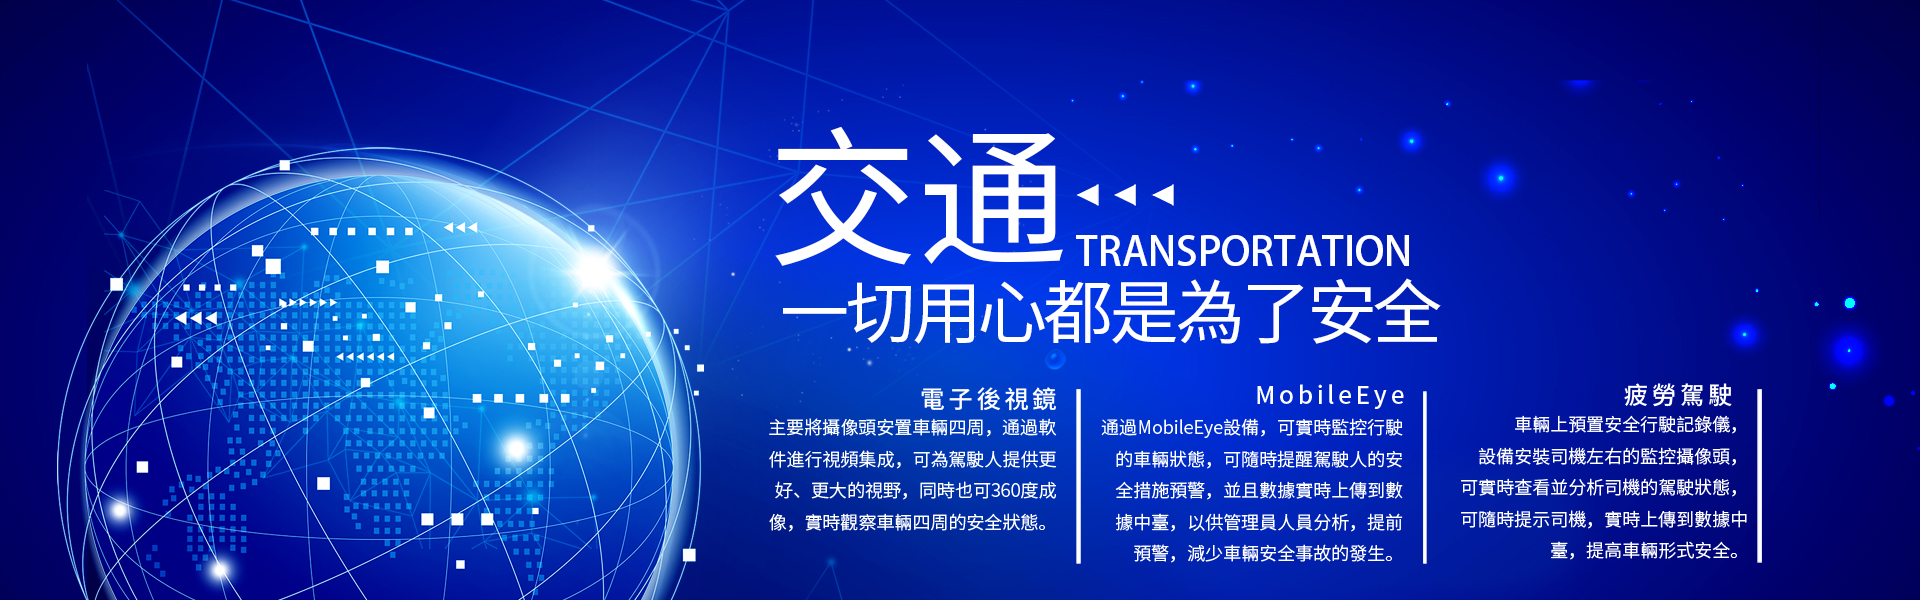 交通
TRANSPORTATION
一切用心都是為了安全
電子後視鏡
主要將攝像頭安置車輛四周，通過軟
件進行視頻集成，可為駕駛人提供更
好、更大的視野，同時也可360度成
像，實時觀察車輛四周的安全狀態。
MobileEye
通過MobileEye設備，可實時監控行駛
的車輛狀態，可隨時提醒駕駛人的安
全措施預警，並且數據實時上傳到數
據中臺，以供管理員人員分析，提前
預警，減少車輛安全事故的發生。
疲勞駕駛
車輛上預置安全行駛記錄儀，
設備安裝司機左右的監控攝像頭，
可實時查看並分析司機的駕駛狀態，
可隨時提示司機，實時上傳到數據中
臺，提高車輛形式安全。